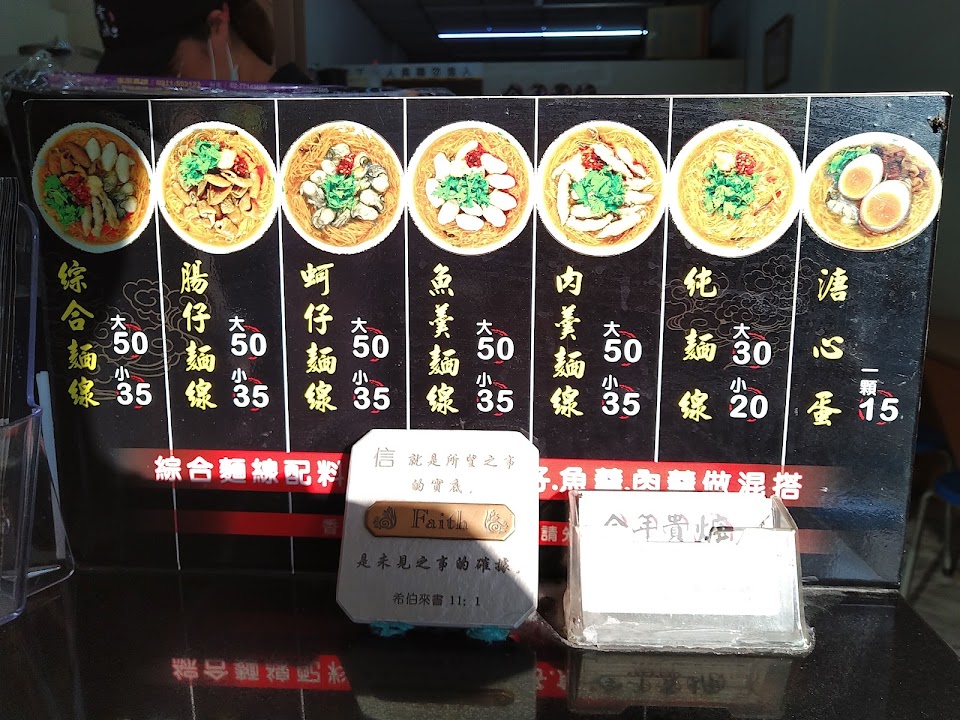 綜合麵線
大50
小35
腸仔麵線
大50
小35
蚵仔麵線
大50
小35
魚羹麵線
大50
小35
肉羹麵線
大50
小35
纯麵線
大30
小20
溏心蛋
一顆15
綜合麵線配料
魚羹.肉羹做混搭
信就是所望之事
的實底，
Faith
是未見之事的確據。
希伯來書 11: 1